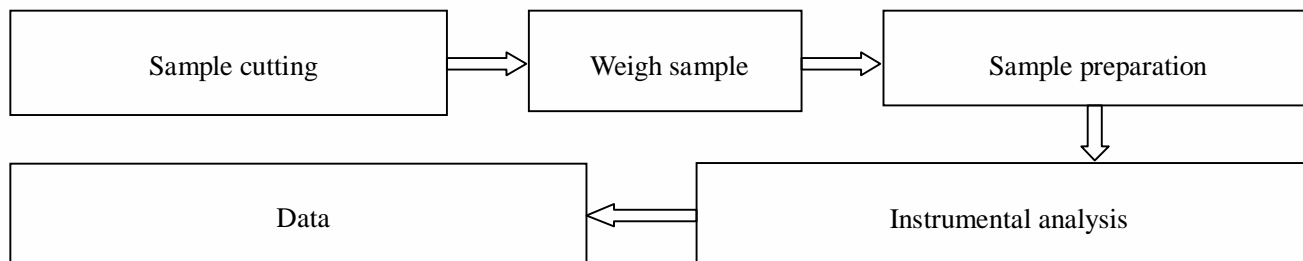 Sample cutting
Weigh sample
Sample preparation
Instrumental analysis
Data